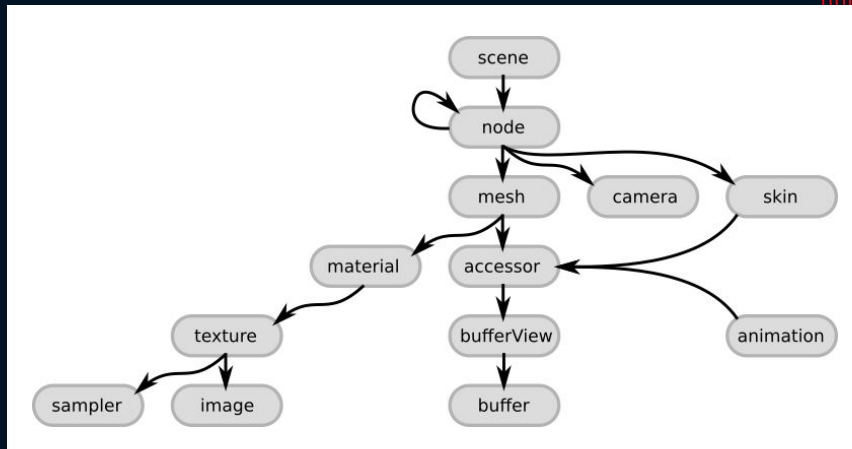 scene
node
mesh
camera
skin
material
accessor
texture
bufferView
animation
sampler
image
buffer